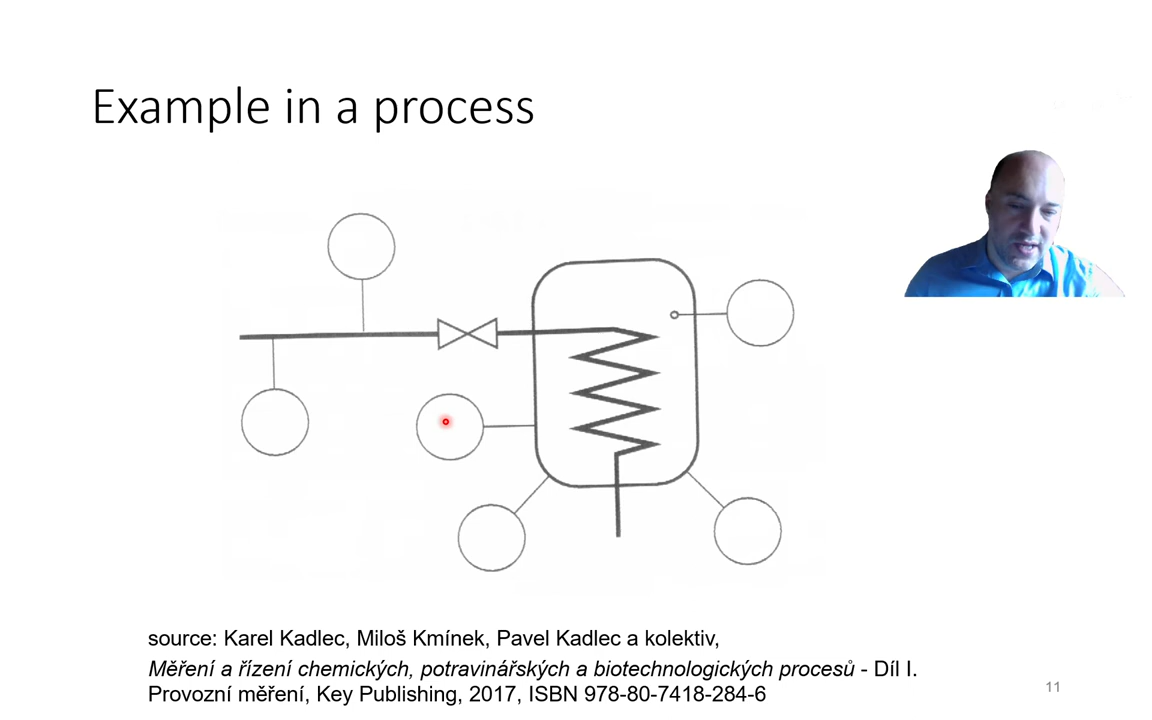 Example in a process
source: Karel Kadlec, Miloš Kmínek, Pavel Kadlec a kolektiv,
Měření a řízení chemických, potravinářských a biotechnologických procesů - Díl I.
Provozní měření, Key Publishing, 2017, ISBN 978-80-7418-284-6
11